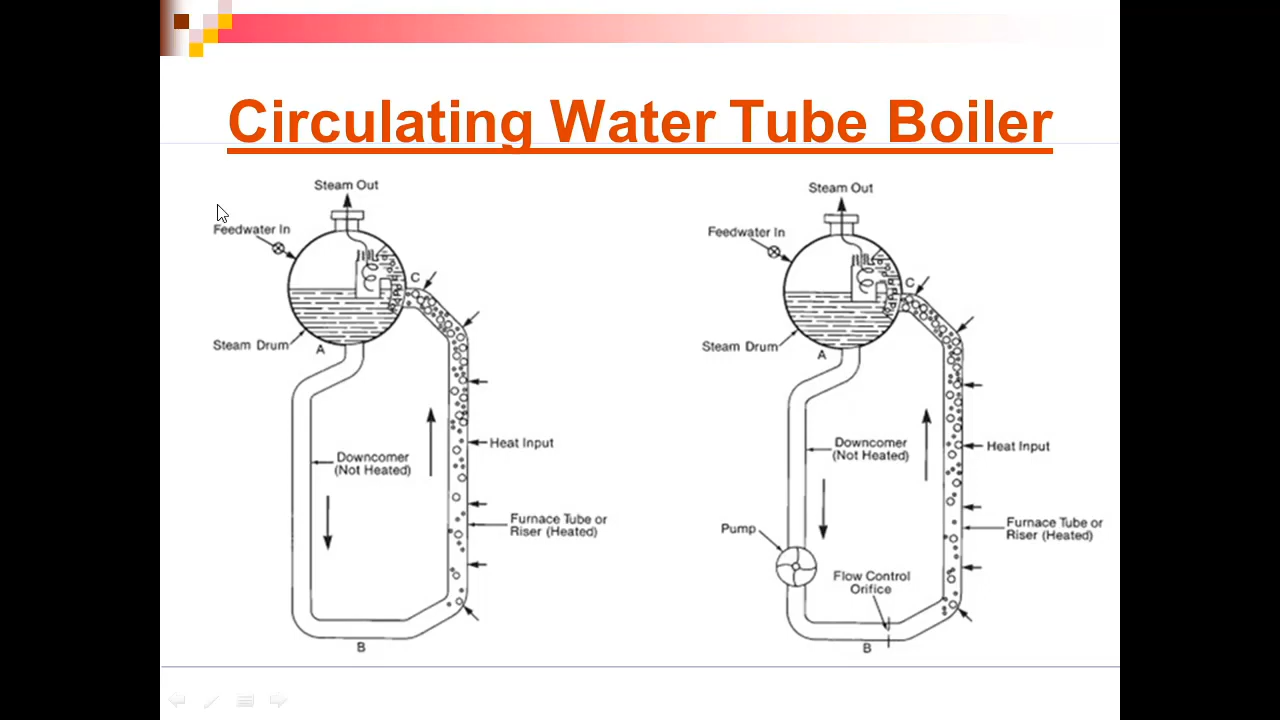 Circulating Water Tube Boiler
Steam Out
Feedwater In
C
Steam Drum
A
Heat Input
Downcomer
(Not Heated)
Furnace Tube or
Riser (Heated)
B
Steam Out
Feedwater In
C
Steam Drum
A
Downcomer
(Not Heated)
Heat Input
Furnace Tube or
Riser (Heated)
Pump
Flow Control
Orifice
B